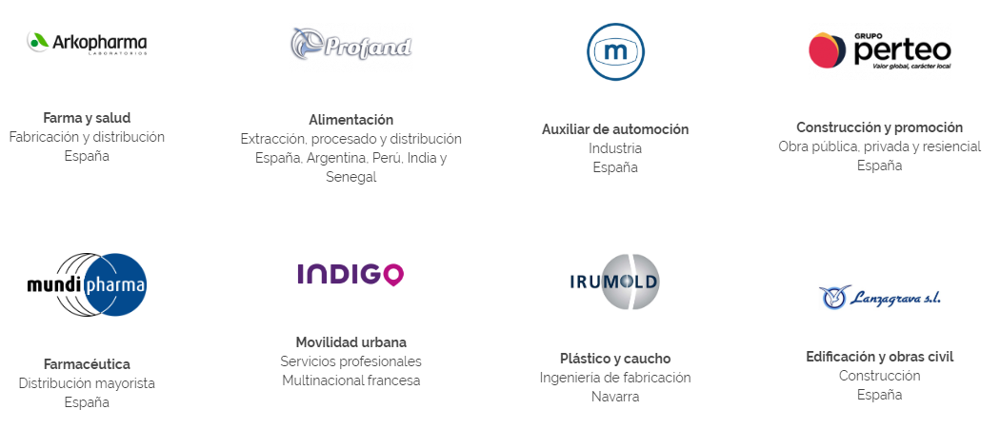 Arkopharma
LABORATORIOS
Farma y salud
Fabricación y distribución
España
Profand
Alimentación
Extracción, procesado y distribución
España, Argentina, Perú, India y
Senegal
m
Auxiliar de automoción
Industria
España
GRUPO
perteo
Valor global, carácter local
Construcción y promoción
Obra pública, privada y resiencial
España
mundipharma
Farmacéutica
Distribución mayorista
España
INDIGO
Movilidad urbana
Servicios profesionales
Multinacional francesa
IRUMOLD
Plástico y caucho
Ingeniería de fabricación
Navarra
Lanzagrava s.l.
Edificación y obras civil
Construcción
España